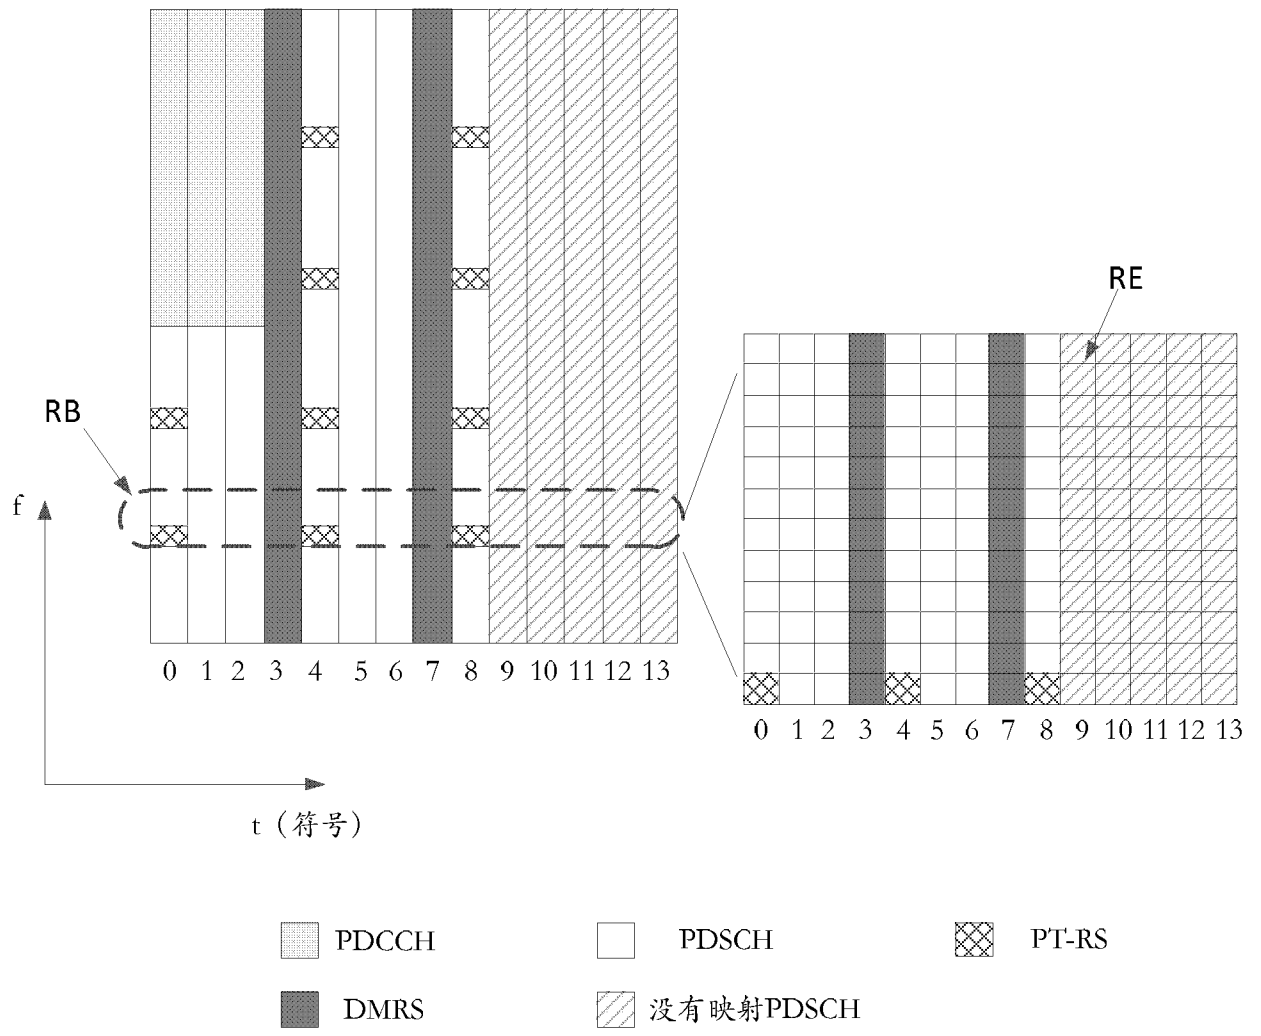 RE
RB
f
0 1 2 3 4 5 6 7 8 9 10 11 12 13
0 1 2 3 4 5 6 7 8 9 10 11 12 13
t（符号）
PDCCH
PDSCH
PT-RS
DMRS
没有映射PDSCH